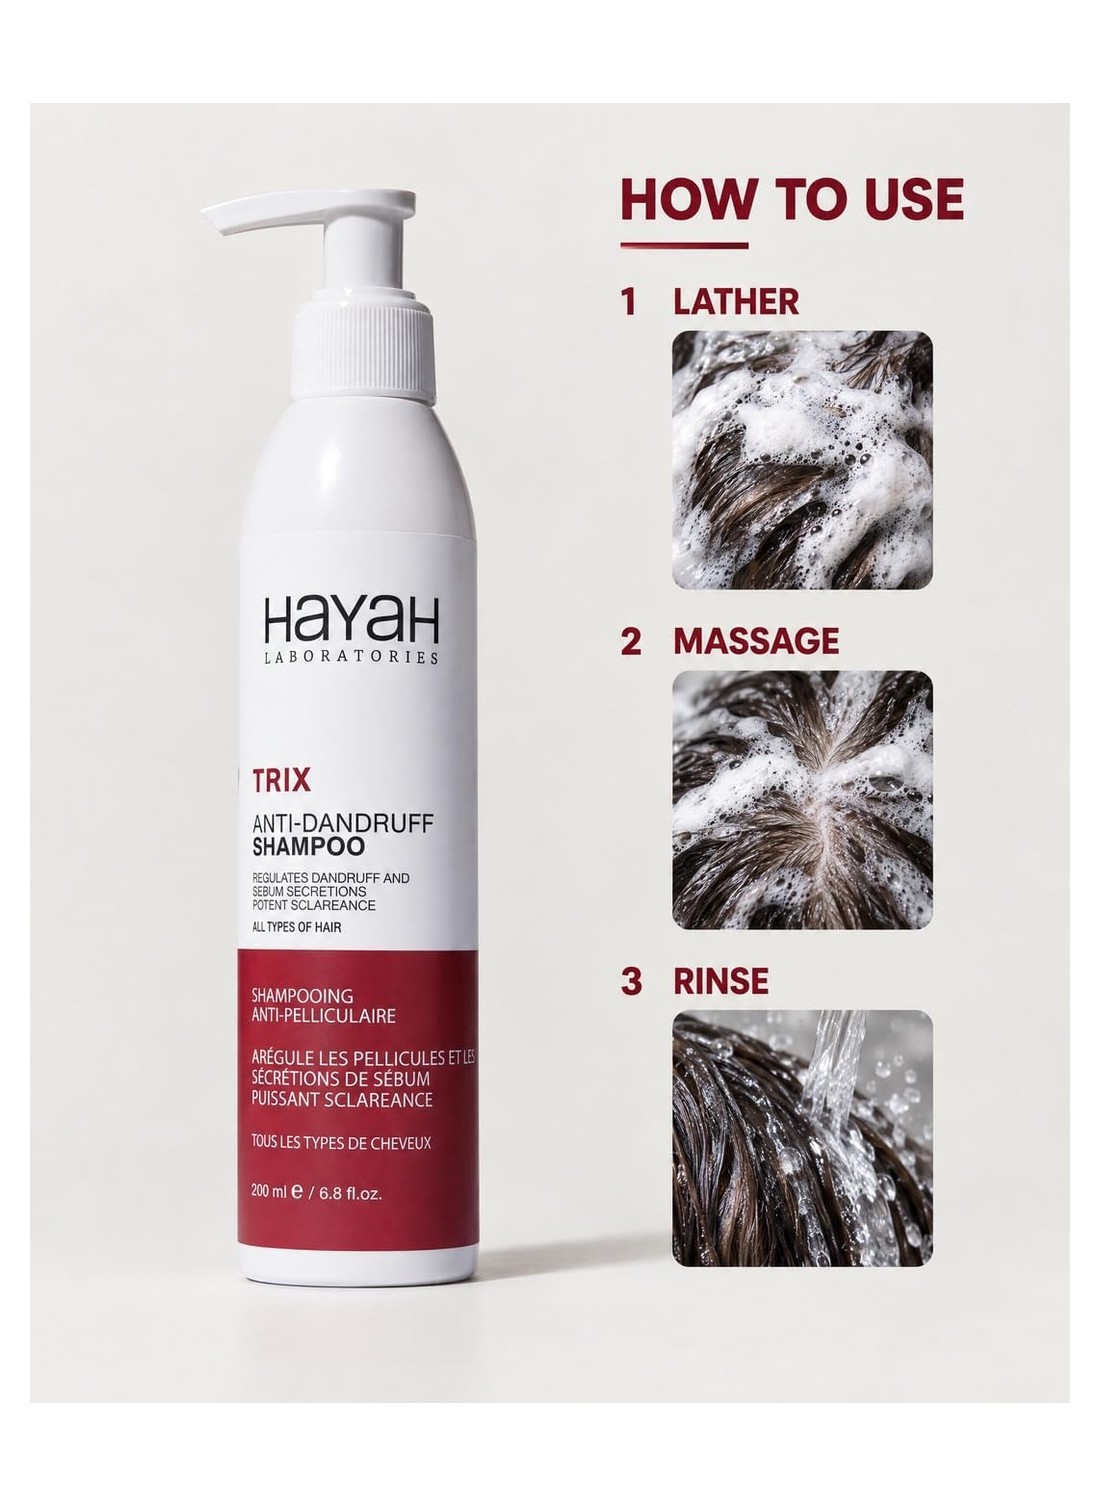 HAYAH
LABORATORIES
TRIX
ANTI-DANDRUFF
SHAMPOO
REGULATES DANDRUFF AND
SEBUM SECRETIONS
POTENT SCLAREANCE
ALL TYPES OF HAIR
SHAMPOOING
ANTI-PELLICULAIRE
ARÉGULE LES PELLICULES ET LES
SÉCRÉTIONS DE SÉBUM
PUISSANT SCLAREANCE
TOUS LES TYPES DE CHEVEUX
200 ml e / 6.8 fl.oz.
HOW TO USE
1 LATHER
2 MASSAGE
3 RINSE